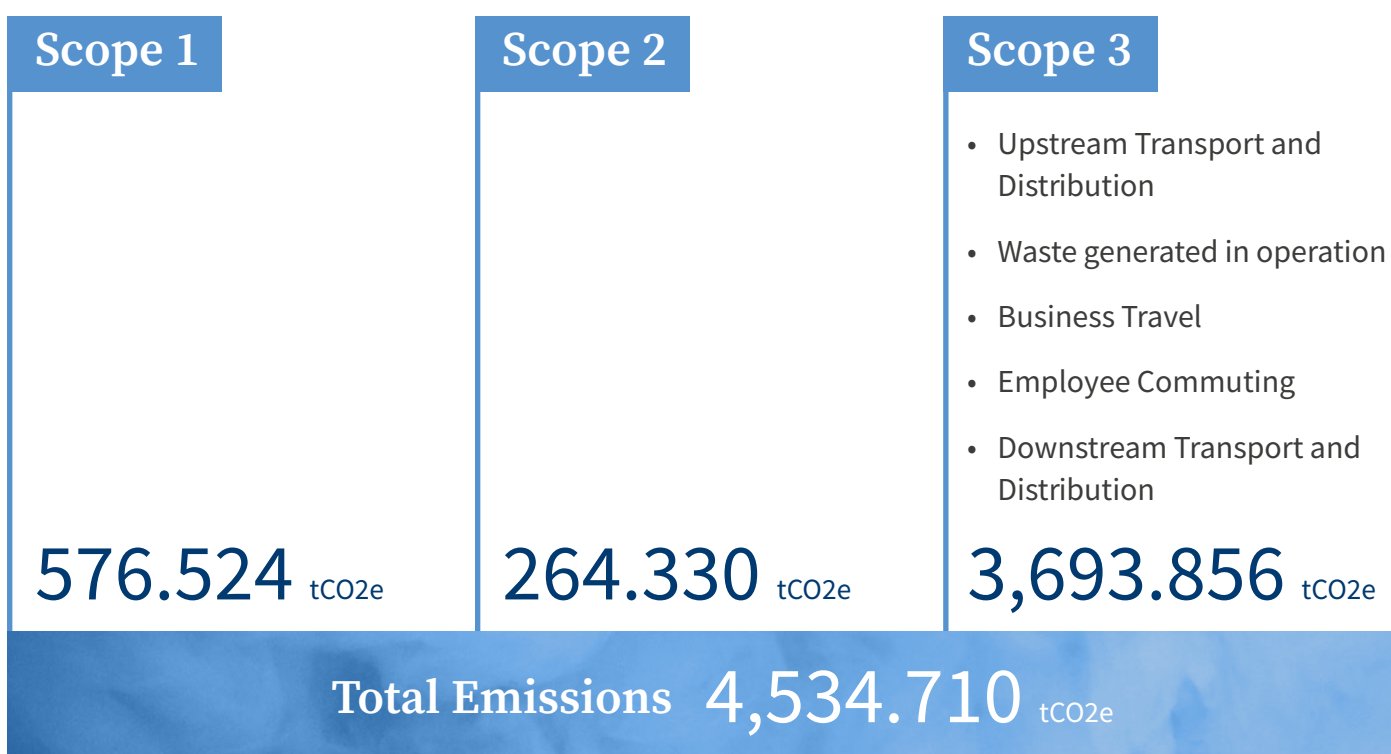 Scope 1
576.524 tCO2e
Scope 2
264.330 tCO2e
Scope 3
• Upstream Transport and
Distribution
• Waste generated in operation
• Business Travel
• Employee Commuting
• Downstream Transport and
Distribution
3,693.856 tCO2e
Total Emissions 4,534.710 tCO2e